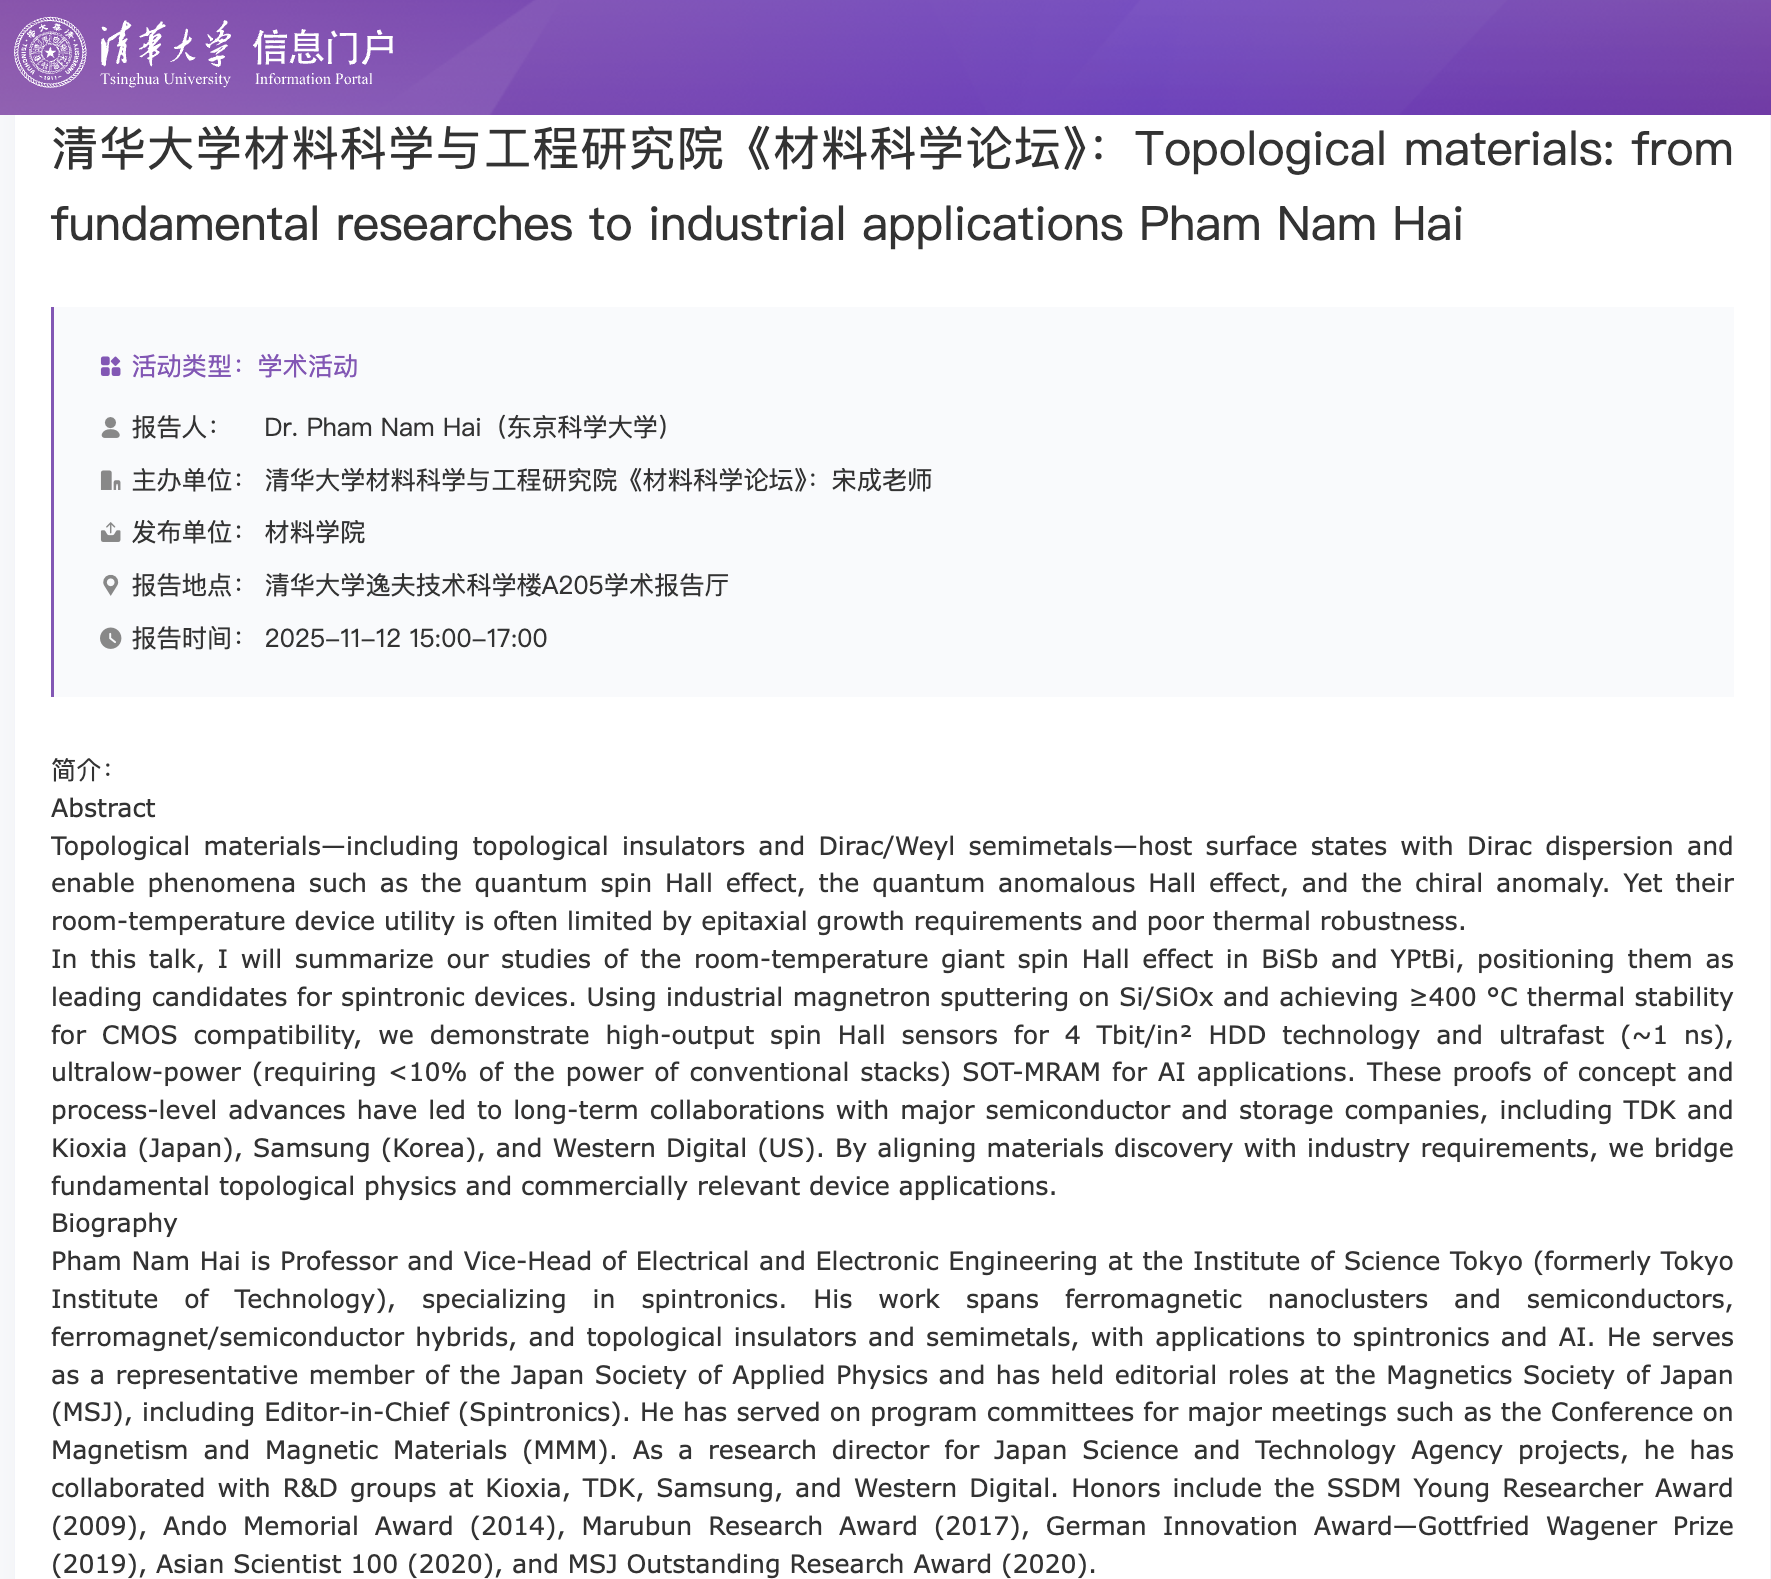 清華大学 信息门户
Tsinghua University Information Portal
清华大学材料科学与工程研究院《材料科学论坛》：Topological materials: from
fundamental researches to industrial applications Pham Nam Hai
活动类型：学术活动
报告人： Dr. Pham Nam Hai（东京科学大学）
主办单位： 清华大学材料科学与工程研究院《材料科学论坛》：宋成老师
发布单位： 材料学院
报告地点： 清华大学逸夫技术科学楼A205学术报告厅
报告时间： 2025-11-12 15:00-17:00
简介：
Abstract
Topological materials—including topological insulators and Dirac/Weyl semimetals—host surface states with Dirac dispersion and
enable phenomena such as the quantum spin Hall effect, the quantum anomalous Hall effect, and the chiral anomaly. Yet their
room-temperature device utility is often limited by epitaxial growth requirements and poor thermal robustness.
In this talk, I will summarize our studies of the room-temperature giant spin Hall effect in BiSb and YPtBi, positioning them as
leading candidates for spintronic devices. Using industrial magnetron sputtering on Si/SiOx and achieving ≥400 °C thermal stability
for CMOS compatibility, we demonstrate high-output spin Hall sensors for 4 Tbit/in² HDD technology and ultrafast (~1 ns),
ultralow-power (requiring <10% of the power of conventional stacks) SOT-MRAM for AI applications. These proofs of concept and
process-level advances have led to long-term collaborations with major semiconductor and storage companies, including TDK and
Kioxia (Japan), Samsung (Korea), and Western Digital (US). By aligning materials discovery with industry requirements, we bridge
fundamental topological physics and commercially relevant device applications.
Biography
Pham Nam Hai is Professor and Vice-Head of Electrical and Electronic Engineering at the Institute of Science Tokyo (formerly Tokyo
Institute of Technology), specializing in spintronics. His work spans ferromagnetic nanoclusters and semiconductors,
ferromagnet/semiconductor hybrids, and topological insulators and semimetals, with applications to spintronics and AI. He serves
as a representative member of the Japan Society of Applied Physics and has held editorial roles at the Magnetics Society of Japan
(MSJ), including Editor-in-Chief (Spintronics). He has served on program committees for major meetings such as the Conference on
Magnetism and Magnetic Materials (MMM). As a research director for Japan Science and Technology Agency projects, he has
collaborated with R&D groups at Kioxia, TDK, Samsung, and Western Digital. Honors include the SSDM Young Researcher Award
(2009), Ando Memorial Award (2014), Marubun Research Award (2017), German Innovation Award—Gottfried Wagener Prize
(2019), Asian Scientist 100 (2020), and MSJ Outstanding Research Award (2020).